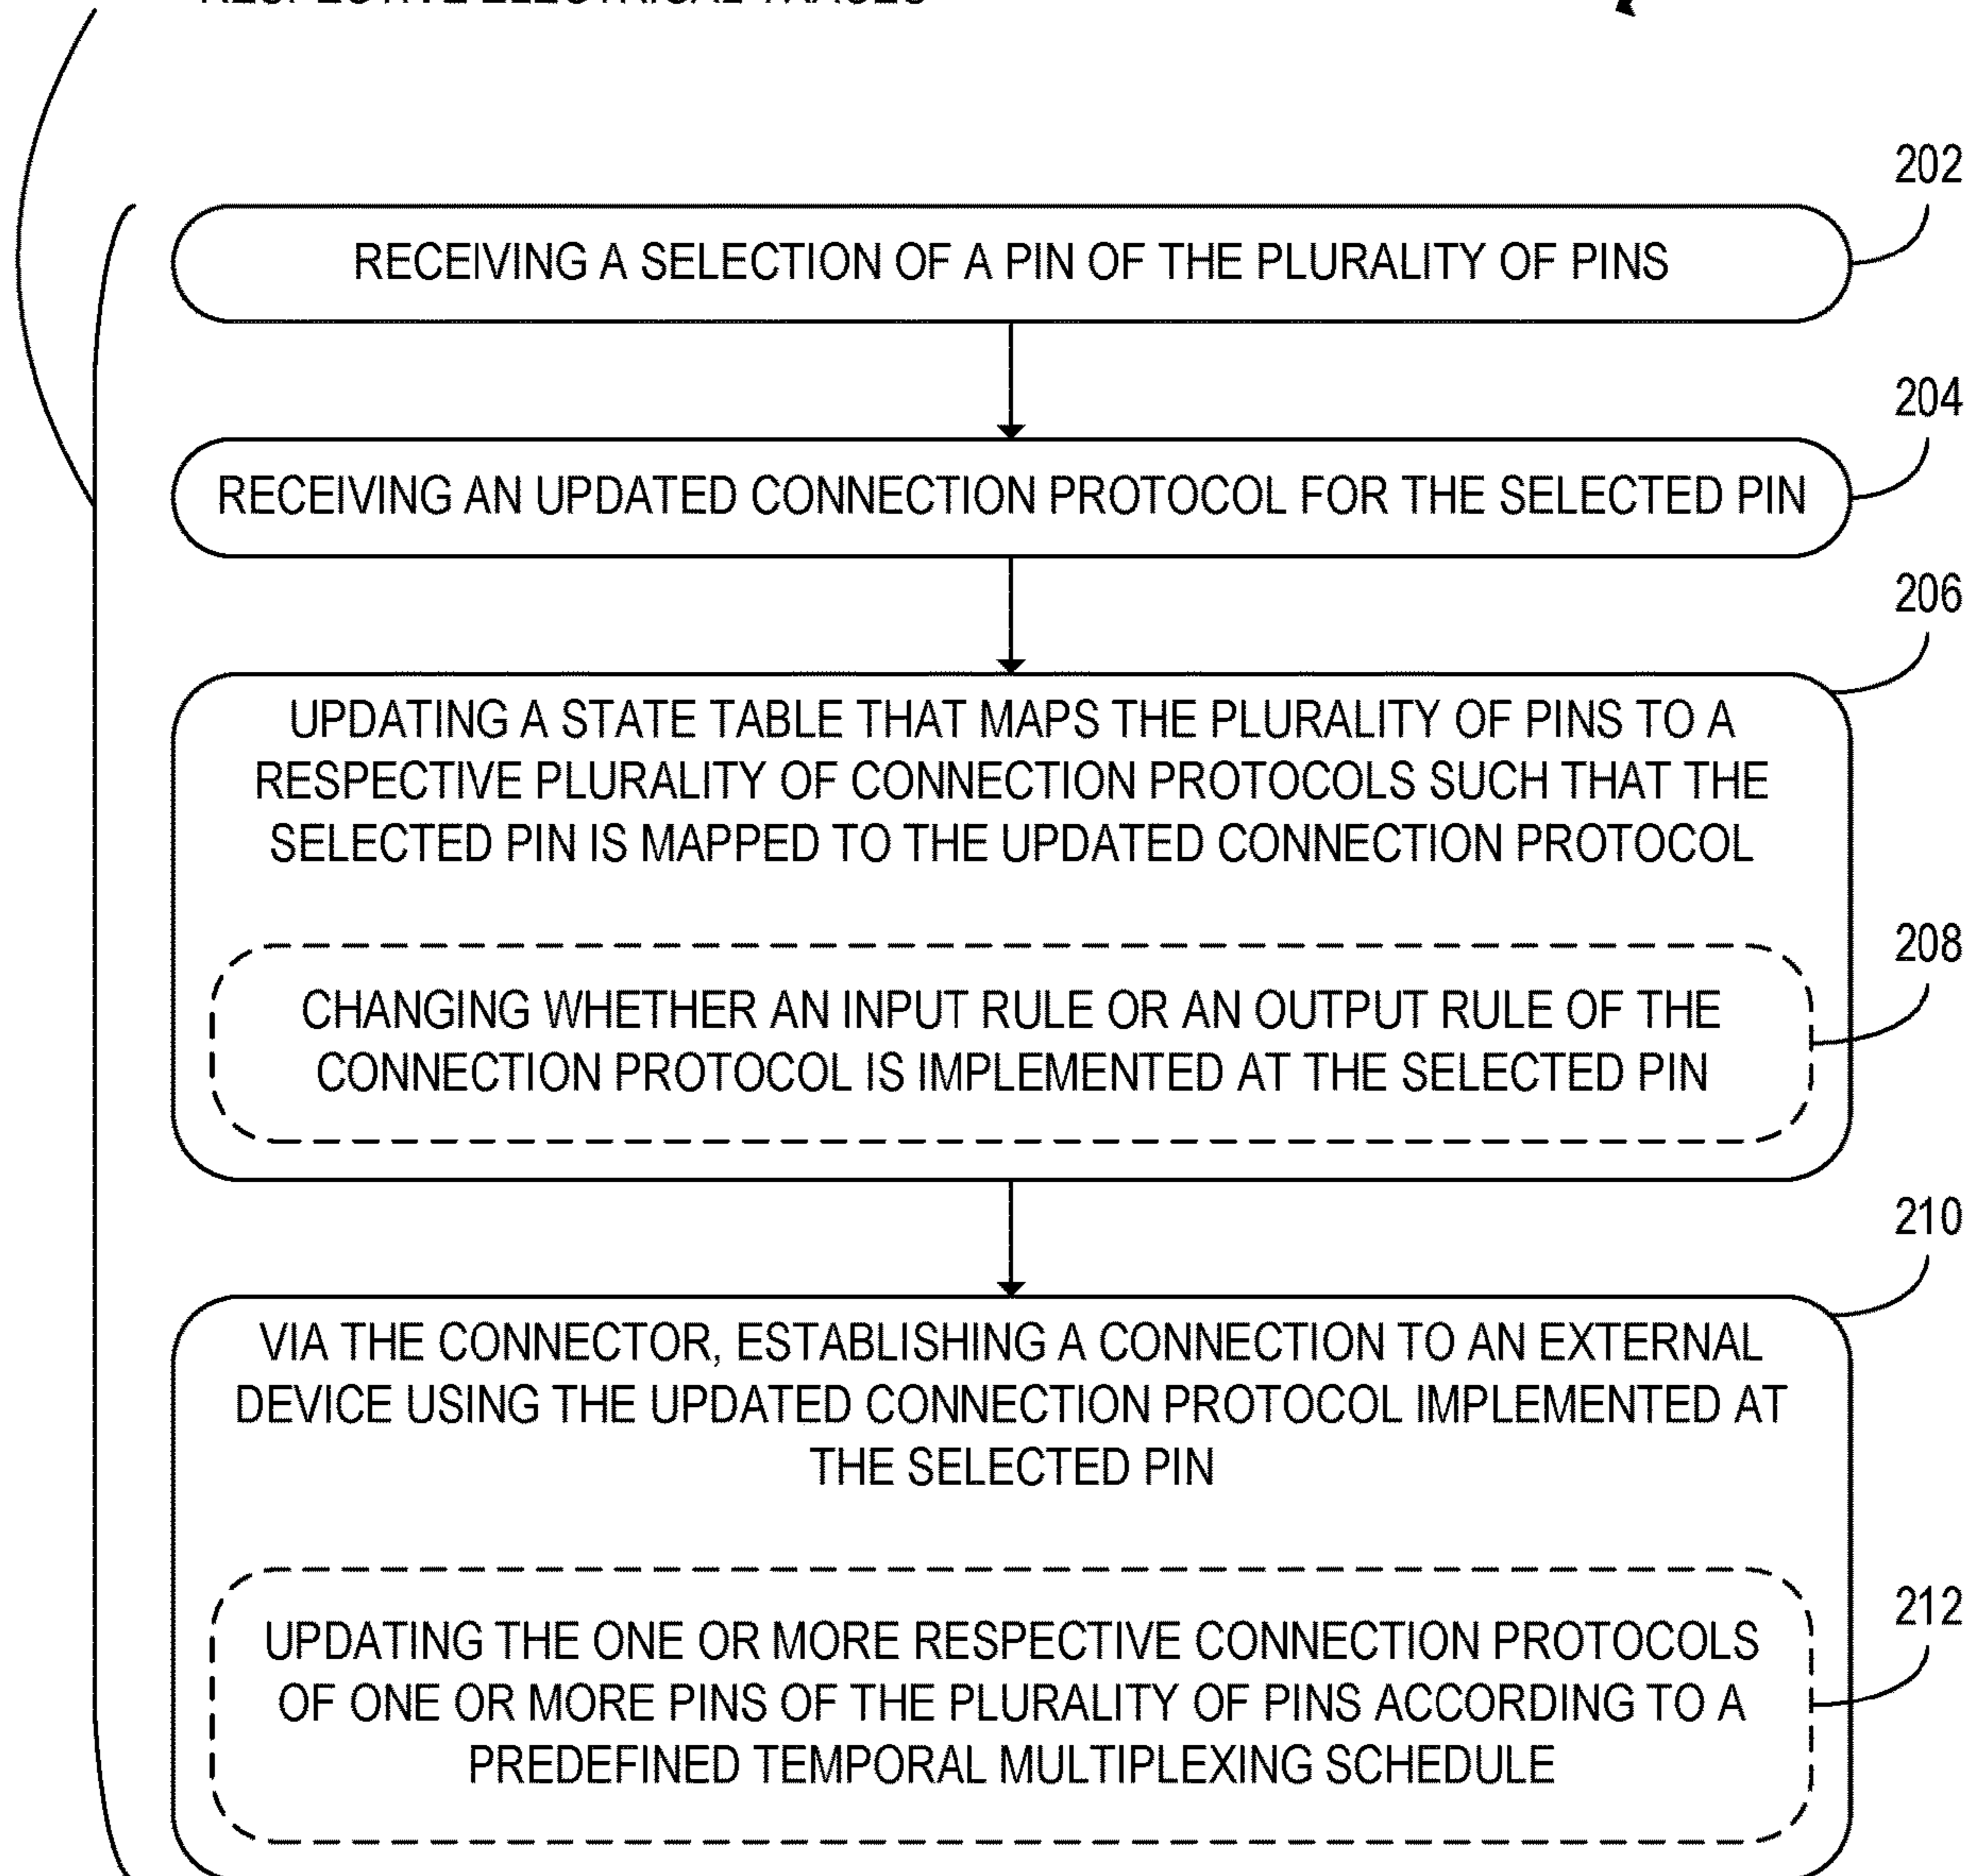 RESPECTIVE ELECTRICAL TRACES
202
RECEIVING A SELECTION OF A PIN OF THE PLURALITY OF PINS
204
RECEIVING AN UPDATED CONNECTION PROTOCOL FOR THE SELECTED PIN
206
UPDATING A STATE TABLE THAT MAPS THE PLURALITY OF PINS TO A
RESPECTIVE PLURALITY OF CONNECTION PROTOCOLS SUCH THAT THE
SELECTED PIN IS MAPPED TO THE UPDATED CONNECTION PROTOCOL
208
CHANGING WHETHER AN INPUT RULE OR AN OUTPUT RULE OF THE
CONNECTION PROTOCOL IS IMPLEMENTED AT THE SELECTED PIN
210
VIA THE CONNECTOR, ESTABLISHING A CONNECTION TO AN EXTERNAL
DEVICE USING THE UPDATED CONNECTION PROTOCOL IMPLEMENTED AT
THE SELECTED PIN
212
UPDATING THE ONE OR MORE RESPECTIVE CONNECTION PROTOCOLS
OF ONE OR MORE PINS OF THE PLURALITY OF PINS ACCORDING TO A
PREDEFINED TEMPORAL MULTIPLEXING SCHEDULE